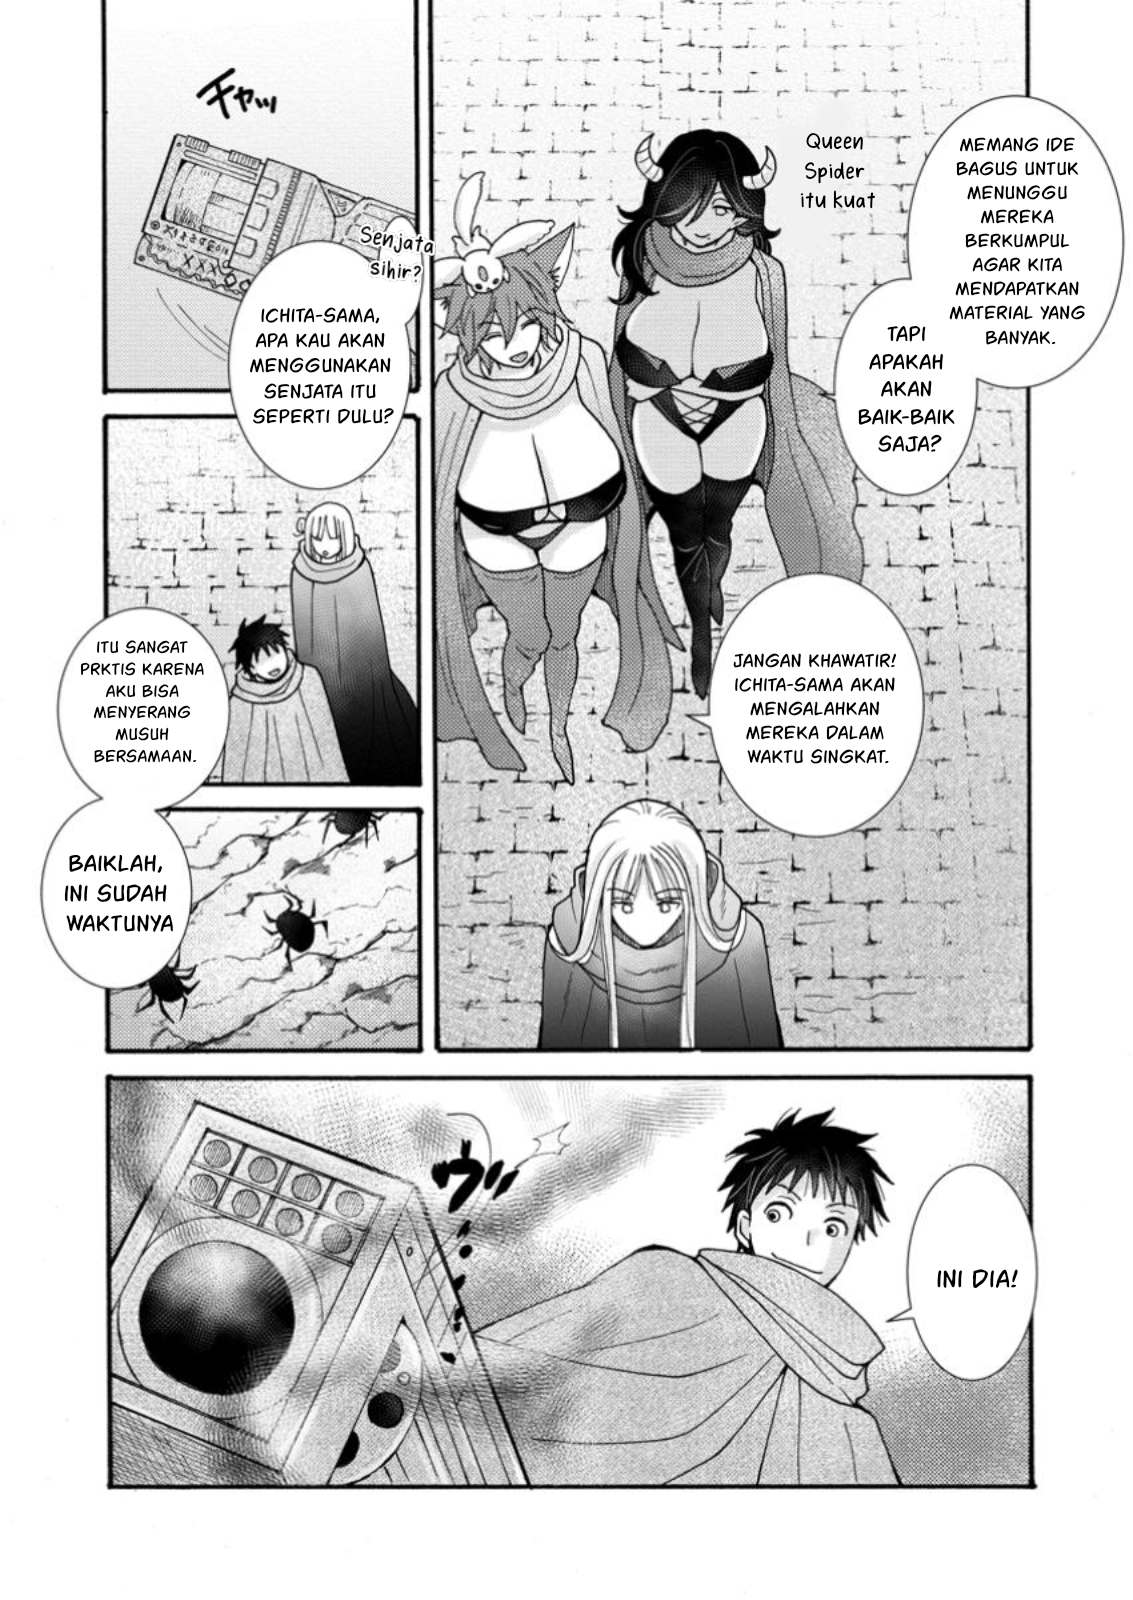 MEMANG IDE
BAGUS UNTUK
MENUNGGU
MEREKA
BERKUMPUL
AGAR KITA
MENDAPATKAN
MATERIAL YANG
BANYAK.
TAPI
APAKAH
AKAN
BAIK-BAIK
SAJA?
Queen
Spider
itu kuat
JANGAN KHAWATIR!
ICHITA-SAMA AKAN
MENGALAHKAN
MEREKA DALAM
WAKTU SINGKAT.
チャッ
Senjata
sihir?
ICHITA-SAMA,
APA KAU AKAN
MENGGUNAKAN
SENJATA ITU
SEPERTI DULU?
ITU SANGAT
PRKTIS KARENA
AKU BISA
MENYERANG
MUSUH
BERSAMAAN.
BAIKLAH,
INI SUDAH
WAKTUNYA
INI DIA!